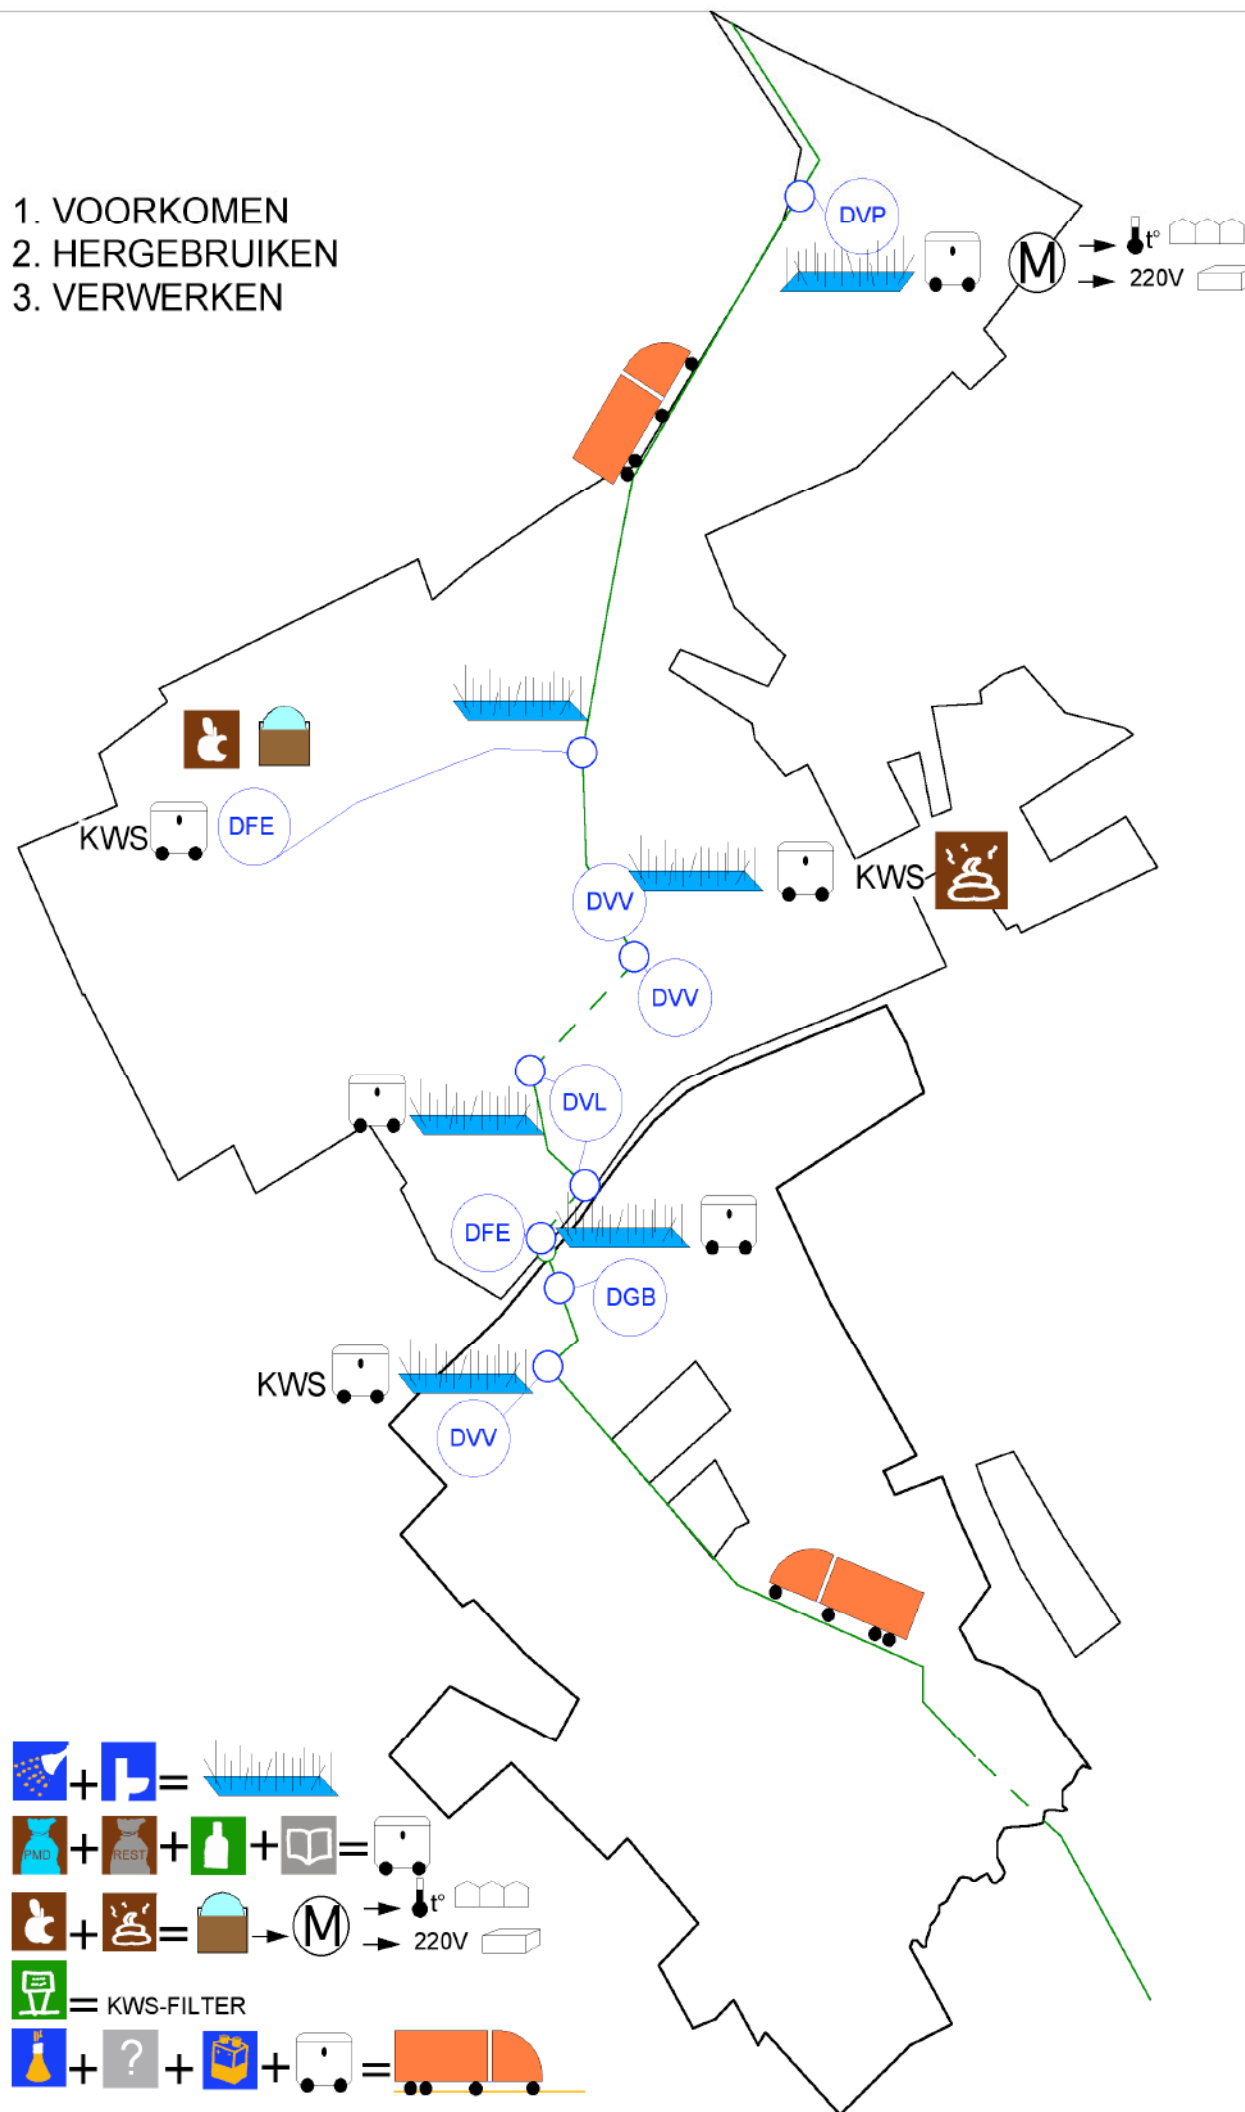 1. VOORKOMEN
2. HERGEBRUIKEN
3. VERWERKEN
DVP
M
t°
220V
KWS
DFE
DVV
KWS
DVV
DVL
DFE
DGB
KWS
DVV
+ =
PMD + REST + + =
+ = M t°
220V
= KWS-FILTER
+ ? + + =